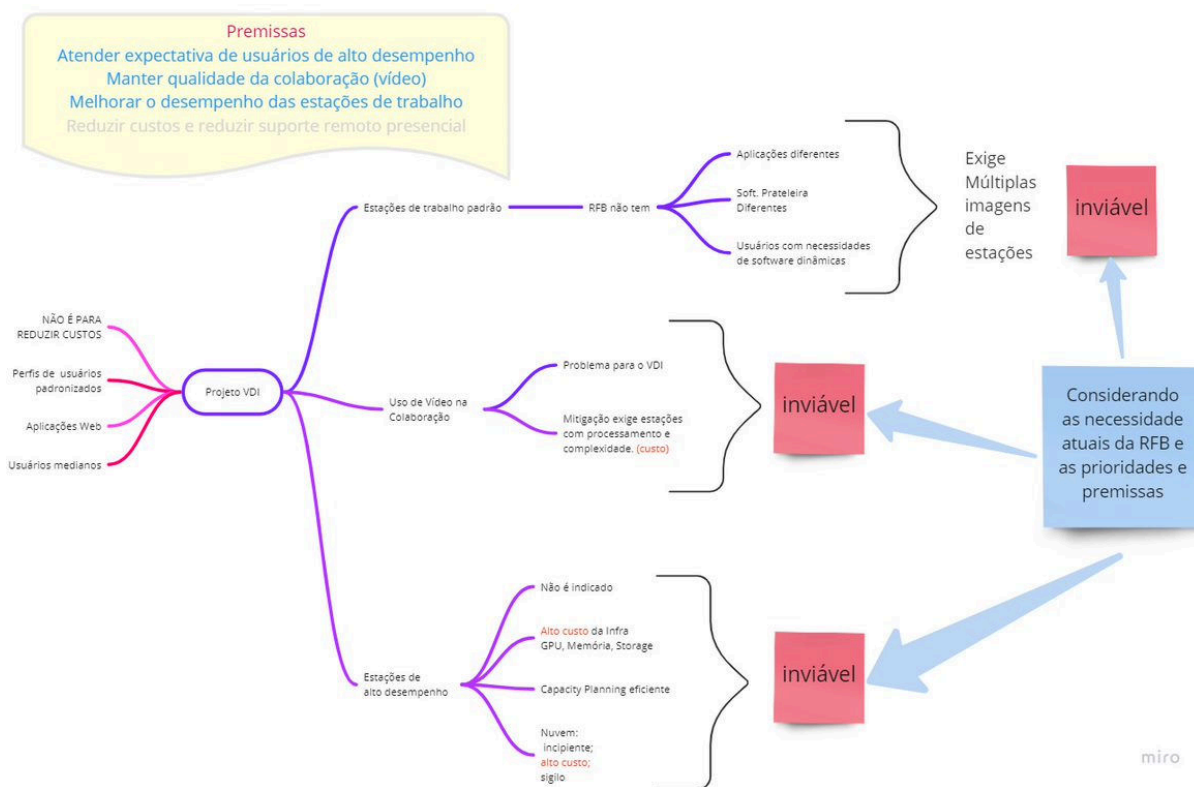 Premissas
Atender expectativa de usuários de alto desempenho
Manter qualidade da colaboração (vídeo)
Melhorar o desempenho das estações de trabalho
Reduzir custos e reduzir suporte remoto presencial
NÃO É PARA
REDUZIR CUSTOS
Perfis de usuários
padronizados
Aplicações Web
Usuários medianos
Projeto VDI
Estações de trabalho padrão
RFB não tem
Aplicações diferentes
Soft. Prateleira
Diferentes
Usuários com necessidades
de software dinâmicas
Exige
Múltiplas
imagens
de
estações
inviável
Uso de Vídeo na
Colaboração
Problema para o VDI
Mitigação exige estações
com processamento e
complexidade. (custo)
inviável
Estações de
alto desempenho
Não é indicado
Alto custo da Infra
GPU, Memória, Storage
Capacity Planning eficiente
Nuvem:
incipiente;
alto custo;
sigilo
inviável
Considerando
as necessidade
atuais da RFB e
as prioridades e
premissas
miro